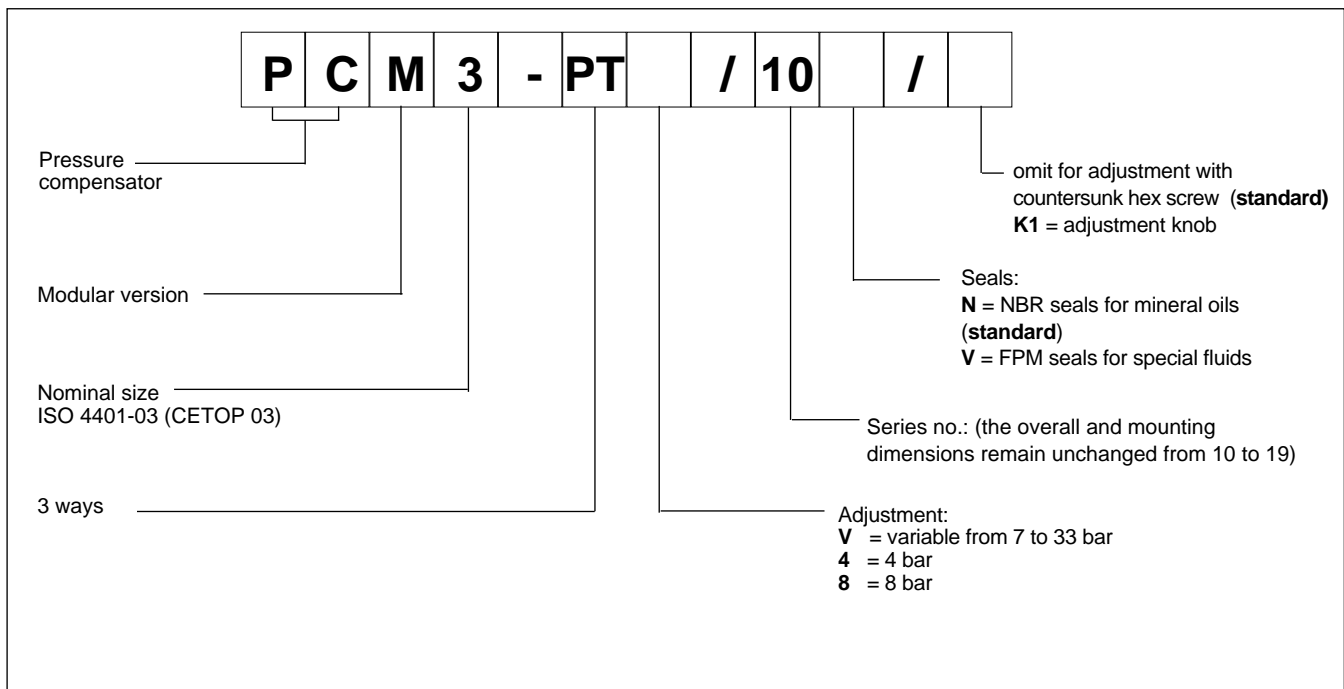 P C M 3 - PT / 10 /
Pressure
compensator
Modular version
Nominal size
ISO 4401-03 (CETOP 03)
3 ways
omit for adjustment with
countersunk hex screw (standard)
K1 = adjustment knob
Seals:
N = NBR seals for mineral oils
(standard)
V = FPM seals for special fluids
Series no.: (the overall and mounting
dimensions remain unchanged from 10 to 19)
Adjustment:
V = variable from 7 to 33 bar
4 = 4 bar
8 = 8 bar